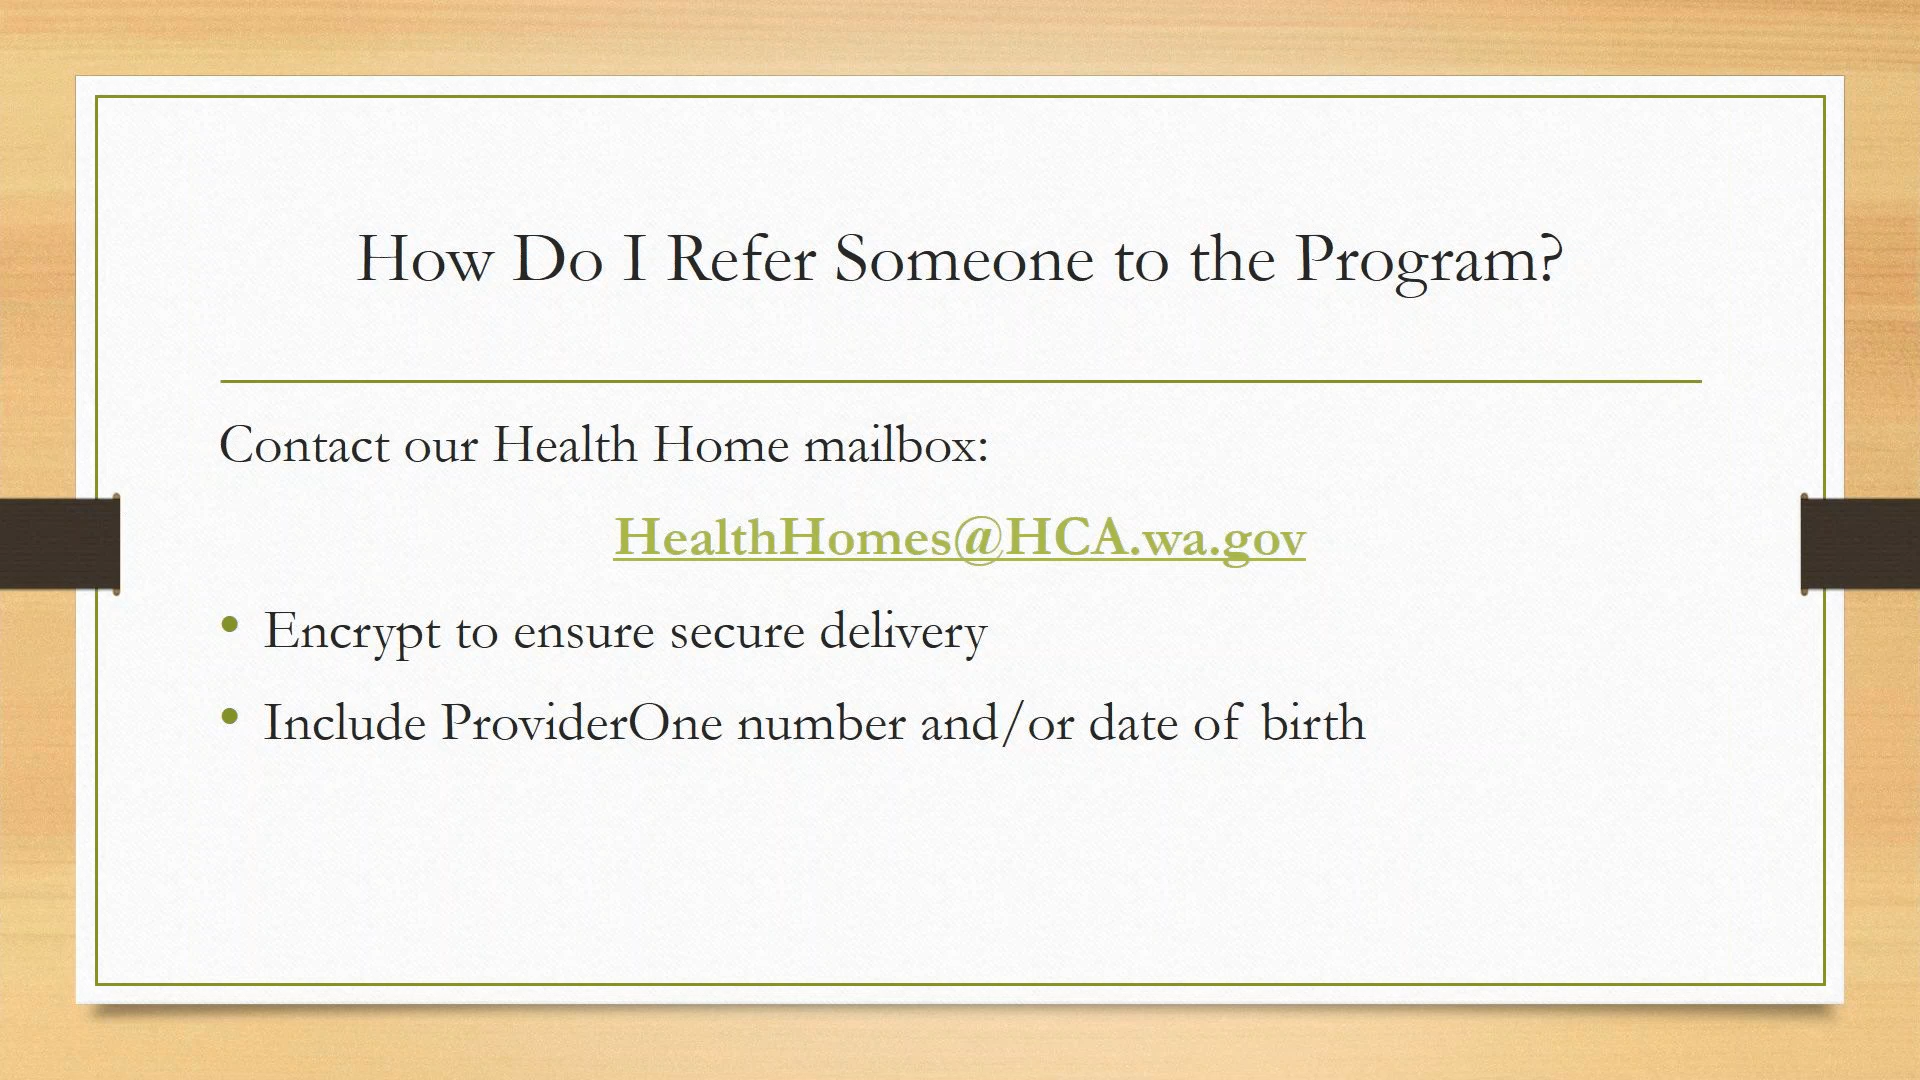 How Do I Refer Someone to the Program?
Contact our Health Home mailbox:
HealthHomes@HCA.wa.gov
• Encrypt to ensure secure delivery
• Include ProviderOne number and/or date of birth